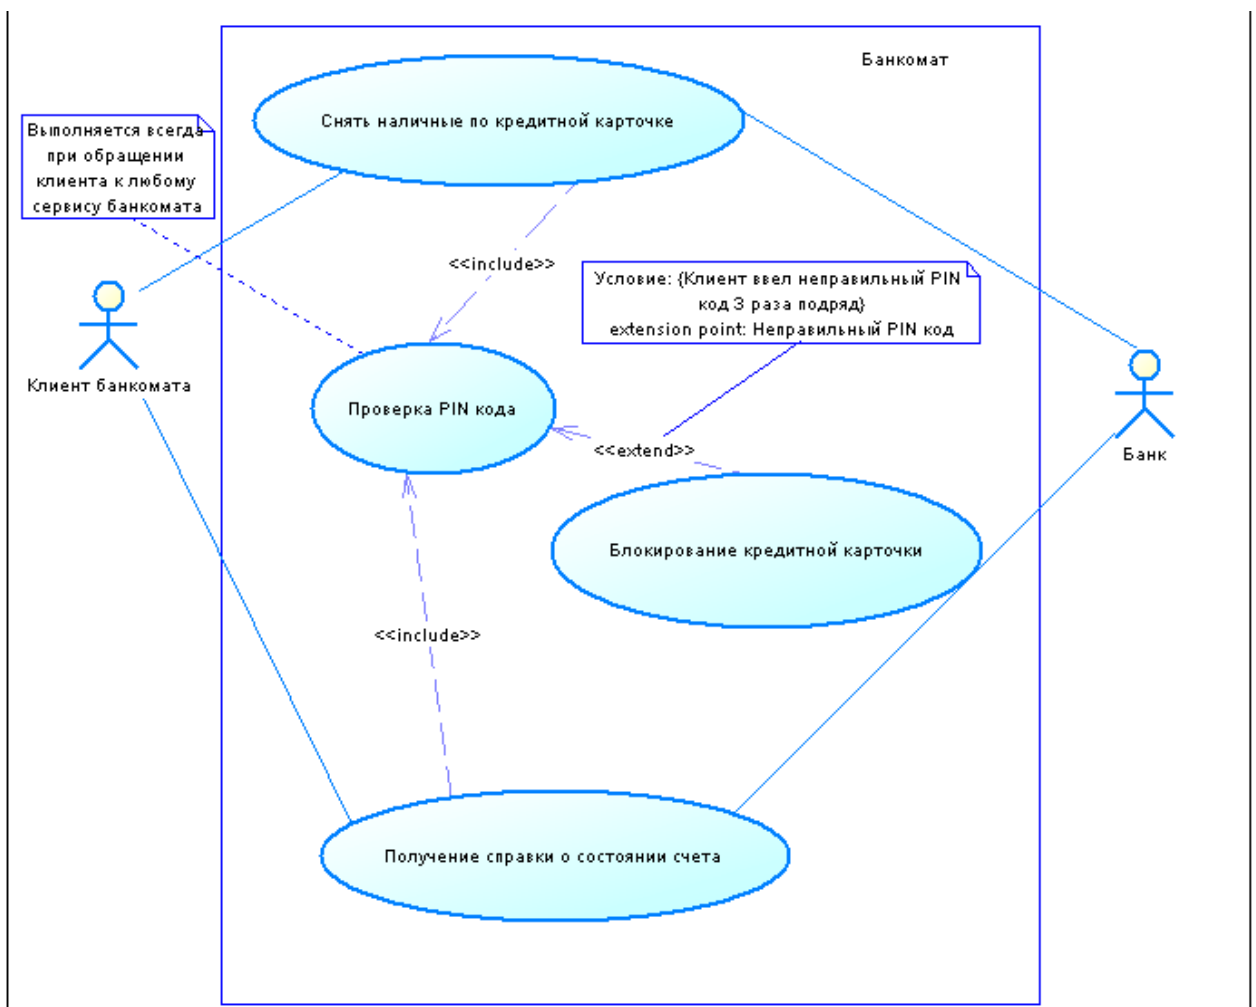 Банкомат
Снять наличные по кредитной карточке
Выполняется всегда
при обращении
клиента к любому
сервису банкомата
<<include>>
Условие: {Клиент ввел неправильный PIN
код 3 раза подряд}
extension point: Неправильный PIN код
Клиент банкомата
Проверка PIN кода
<<extend>>
Банк
Блокирование кредитной карточки
<<include>>
Получение справки о состоянии счета